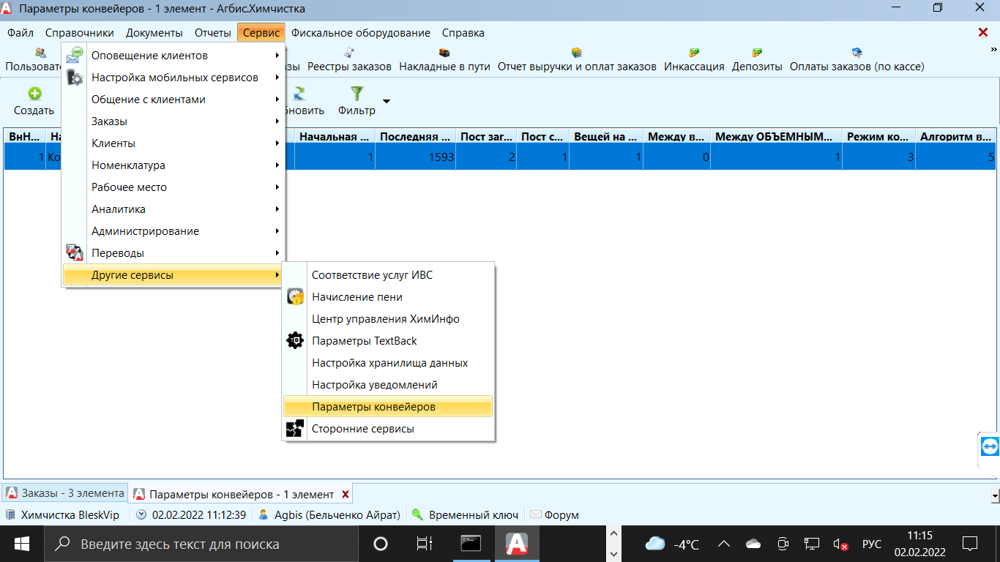 Параметры конвейеров - 1 элемент - Агбис.Химчистка
Файл Справочники Документы Отчеты Сервис Фискальное оборудование Справка
Реестры заказов Накладные в пути Отчет выручки и оплат заказов Инкассация Депозиты Оплаты заказов (по кассе)
Создать Фильтр
ВнН... Начальная ... Последняя ... Пост заг... Пост с... Вещей на ... Между в... Между ОБЪЕМНЫМ... Режим ко... Алгоритм в...
1 Ко 1 1593 2 1 1 0 1 3 5
Оповещение клиентов
Настройка мобильных сервисов
Общение с клиентами
Заказы
Клиенты
Номенклатура
Рабочее место
Аналитика
Администрирование
Переводы
Другие сервисы
Соответствие услуг ИВС
Начисление пени
Центр управления ХимИнфо
Параметры TextBack
Настройка хранилища данных
Настройка уведомлений
Параметры конвейеров
Сторонние сервисы
Заказы - 3 элемента Параметры конвейеров - 1 элемент
Химчистка BleskVip 02.02.2022 11:12:39 Agbis (Бельченко Айрат) Временный ключ Форум
Введите здесь текст для поиска -4°C РУС 11:15
02.02.2022